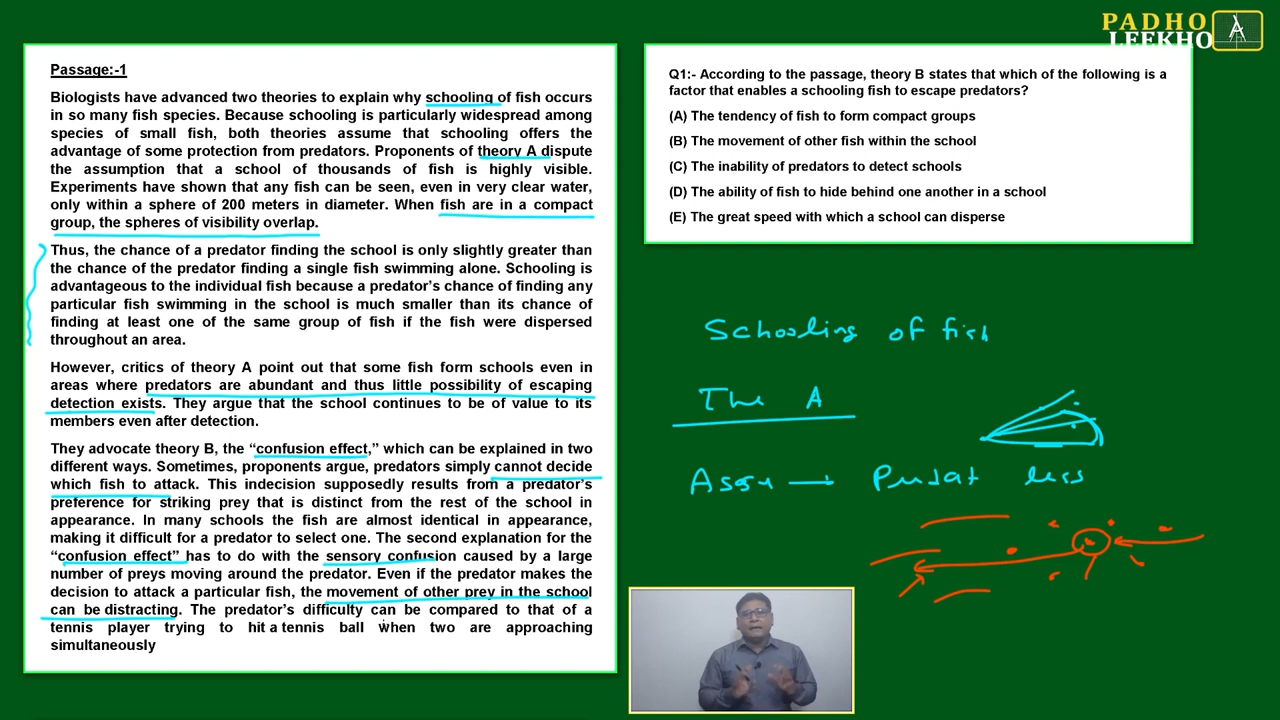 PADHO
LEEKHO
Passage:-1
Biologists have advanced two theories to explain why schooling of fish occurs
in so many fish species. Because schooling is particularly widespread among
species of small fish, both theories assume that schooling offers the
advantage of some protection from predators. Proponents of theory A dispute
the assumption that a school of thousands of fish is highly visible.
Experiments have shown that any fish can be seen, even in very clear water,
only within a sphere of 200 meters in diameter. When fish are in a compact
group, the spheres of visibility overlap.
Thus, the chance of a predator finding the school is only slightly greater than
the chance of the predator finding a single fish swimming alone. Schooling is
advantageous to the individual fish because a predator's chance of finding any
particular fish swimming in the school is much smaller than its chance of
finding at least one of the same group of fish if the fish were dispersed
throughout an area.
However, critics of theory A point out that some fish form schools even in
areas where predators are abundant and thus little possibility of escaping
detection exists. They argue that the school continues to be of value to its
members even after detection.
They advocate theory B, the “confusion effect,” which can be explained in two
different ways. Sometimes, proponents argue, predators simply cannot decide
which fish to attack. This indecision supposedly results from a predator's
preference for striking prey that is distinct from the rest of the school in
appearance. In many schools the fish are almost identical in appearance,
making it difficult for a predator to select one. The second explanation for the
“confusion effect” has to do with the sensory confusion caused by a large
number of preys moving around the predator. Even if the predator makes the
decision to attack a particular fish, the movement of other prey in the school
can be distracting. The predator's difficulty can be compared to that of a
tennis player trying to hit a tennis ball when two are approaching
simultaneously
Q1:- According to the passage, theory B states that which of the following is a
factor that enables a schooling fish to escape predators?
(A) The tendency of fish to form compact groups
(B) The movement of other fish within the school
(C) The inability of predators to detect schools
(D) The ability of fish to hide behind one another in a school
(E) The great speed with which a school can disperse
Schooling of fish
The A